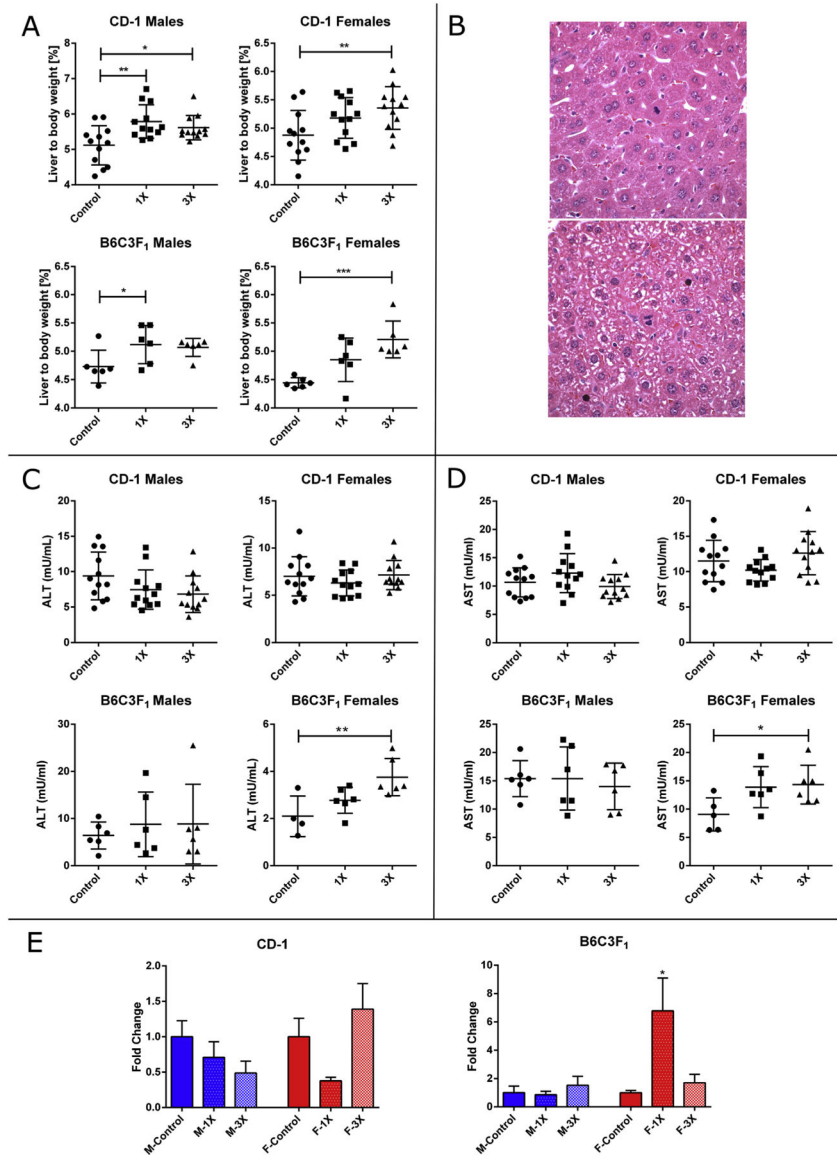 A
CD-1 Males
CD-1 Females
Liver to body weight [%]
8
7
6
5
4
*
**
Control
1X
3X
Liver to body weight [%]
6.5
6.0
5.5
5.0
4.5
4.0
**
Control
1X
3X
B6C3F₁ Males
B6C3F₁ Females
Liver to body weight [%]
6.5
6.0
5.5
5.0
4.5
4.0
*
Control
1X
3X
Liver to body weight [%]
6.5
6.0
5.5
5.0
4.5
4.0
***
Control
1X
3X
B
C
CD-1 Males
CD-1 Females
ALT (mU/mL)
20
15
10
5
0
Control
1X
3X
ALT (mU/mL)
15
10
5
0
Control
1X
3X
B6C3F₁ Males
B6C3F₁ Females
ALT (mU/ml)
30
20
10
0
Control
1X
3X
ALT (mU/ml)
6
4
2
0
**
Control
1X
3X
D
CD-1 Males
CD-1 Females
AST (mU/ml)
25
20
15
10
5
0
Control
1X
3X
AST (mU/ml)
25
20
15
10
5
0
Control
1X
3X
B6C3F₁ Males
B6C3F₁ Females
AST (mU/ml)
25
20
15
10
5
0
Control
1X
3X
AST (mU/ml)
25
20
15
10
5
0
*
Control
1X
3X
E
CD-1
B6C3F₁
Fold Change
2.0
1.5
1.0
0.5
0.0
M-Control
M-1X
M-3X
F-Control
F-1X
F-3X
Fold Change
10
8
6
4
2
0
*
M-Control
M-1X
M-3X
F-Control
F-1X
F-3X